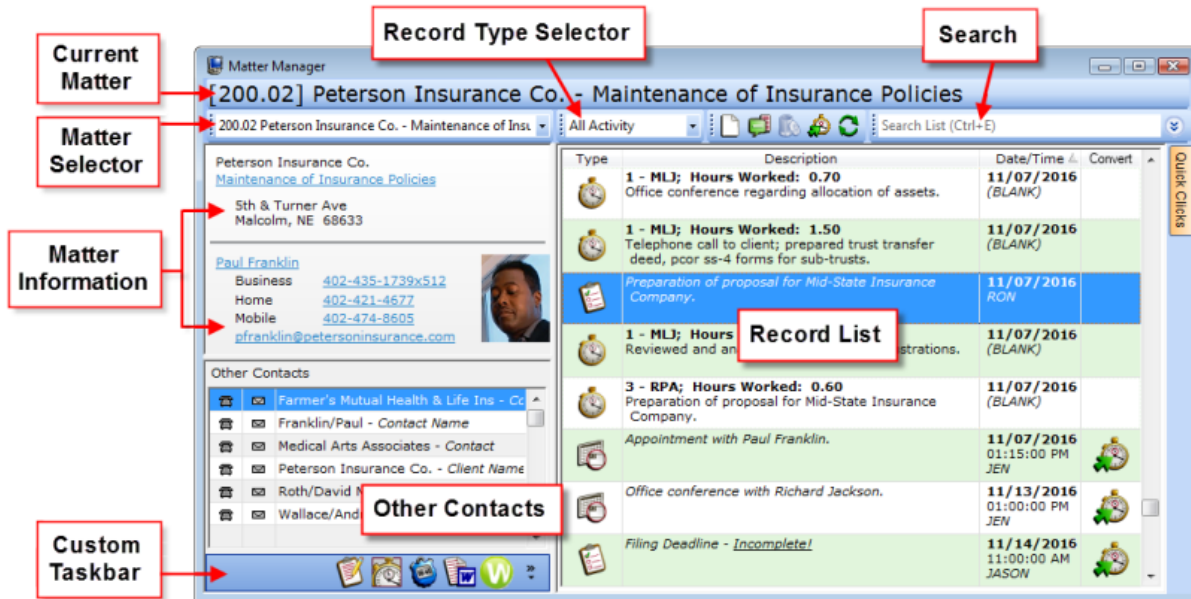 Record Type Selector
Search
Current
Matter
Matter Manager
[200.02] Peterson Insurance Co. - Maintenance of Insurance Policies
Matter
Selector
200.02 Peterson Insurance Co. - Maintenance of Insu
All Activity
Search List (Ctrl+E)
Quick Clicks
Matter
Information
Peterson Insurance Co.
Maintenance of Insurance Policies
5th & Turner Ave
Malcolm, NE 68633
Paul Franklin
Business 402-435-1739x512
Home 402-421-4677
Mobile 402-474-8605
pfranklin@petersoninsurance.com
Other Contacts
Farmer's Mutual Health & Life Ins - Cc
Franklin/Paul - Contact Name
Medical Arts Associates - Contact
Peterson Insurance Co. - Client Name
Roth/David
Wallace/Andr
Other Contacts
Custom
Taskbar
Type Description Date/Time Convert
1 - MLJ; Hours Worked: 0.70 11/07/2016
Office conference regarding allocation of assets. (BLANK)
1 - MLJ; Hours Worked: 1.50 11/07/2016
Telephone call to client; prepared trust transfer (BLANK)
deed, pcor ss-4 forms for sub-trusts.
Preparation of proposal for Mid-State Insurance 11/07/2016
Company. RON
Record List
1 - MLJ; Hours 11/07/2016
Reviewed and an strations. (BLANK)
3 - RPA; Hours Worked: 0.60 11/07/2016
Preparation of proposal for Mid-State Insurance (BLANK)
Company.
Appointment with Paul Franklin. 11/07/2016
01:15:00 PM
JEN
Office conference with Richard Jackson. 11/13/2016
01:00:00 PM
JEN
Filing Deadline - Incomplete! 11/14/2016
11:00:00 AM
JASON